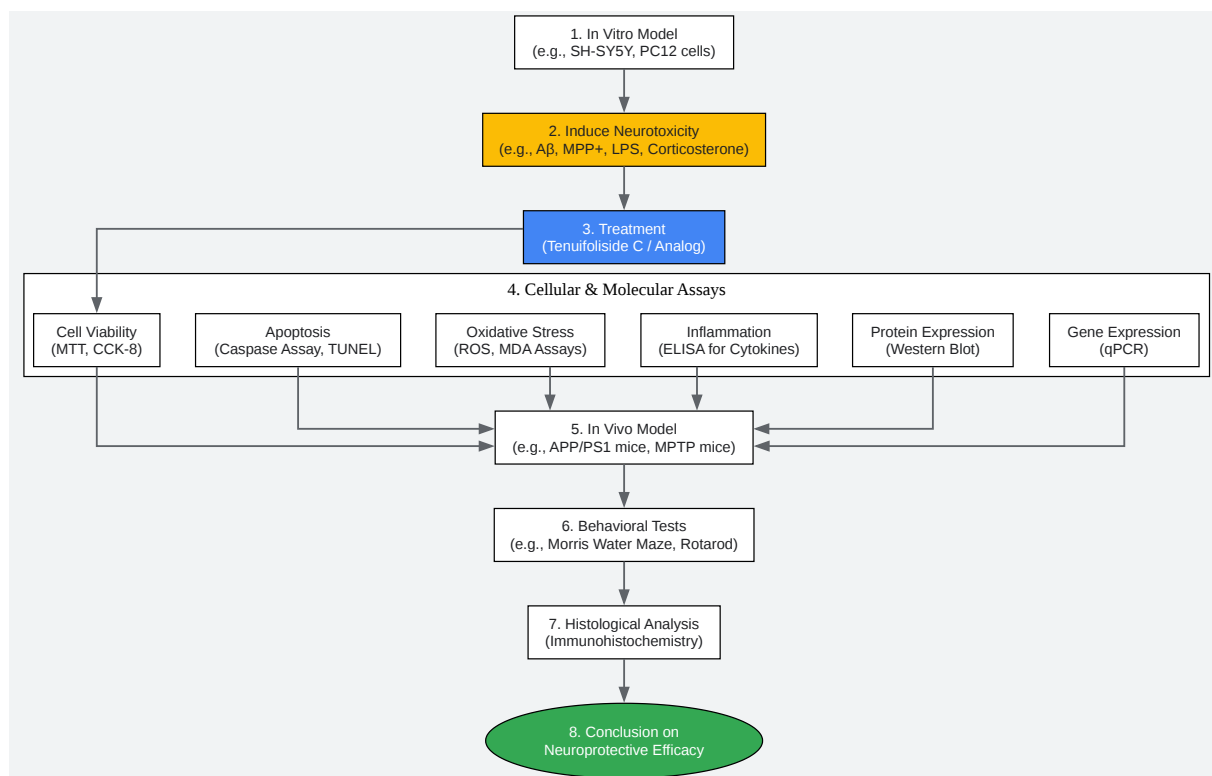 1. In Vitro Model
(e.g., SH-SY5Y, PC12 cells)
2. Induce Neurotoxicity
(e.g., Aβ, MPP+, LPS, Corticosterone)
3. Treatment
(Tenuifoliside C / Analog)
4. Cellular & Molecular Assays
Cell Viability
(MTT, CCK-8)
Apoptosis
(Caspase Assay, TUNEL)
Oxidative Stress
(ROS, MDA Assays)
Inflammation
(ELISA for Cytokines)
Protein Expression
(Western Blot)
Gene Expression
(qPCR)
5. In Vivo Model
(e.g., APP/PS1 mice, MPTP mice)
6. Behavioral Tests
(e.g., Morris Water Maze, Rotarod)
7. Histological Analysis
(Immunohistochemistry)
8. Conclusion on
Neuroprotective Efficacy